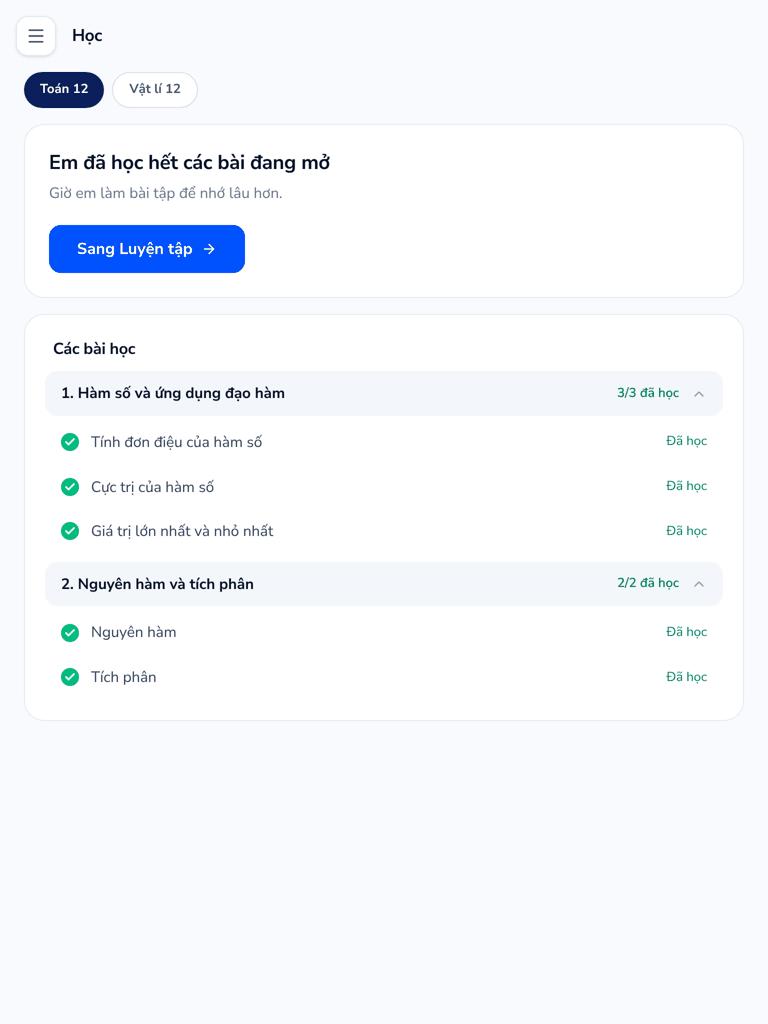 Học
Toán 12
Vật lí 12
Em đã học hết các bài đang mở
Giờ em làm bài tập để nhớ lâu hơn.
Sang Luyện tập →
Các bài học
1. Hàm số và ứng dụng đạo hàm 3/3 đã học
Tính đơn điệu của hàm số Đã học
Cực trị của hàm số Đã học
Giá trị lớn nhất và nhỏ nhất Đã học
2. Nguyên hàm và tích phân 2/2 đã học
Nguyên hàm Đã học
Tích phân Đã học